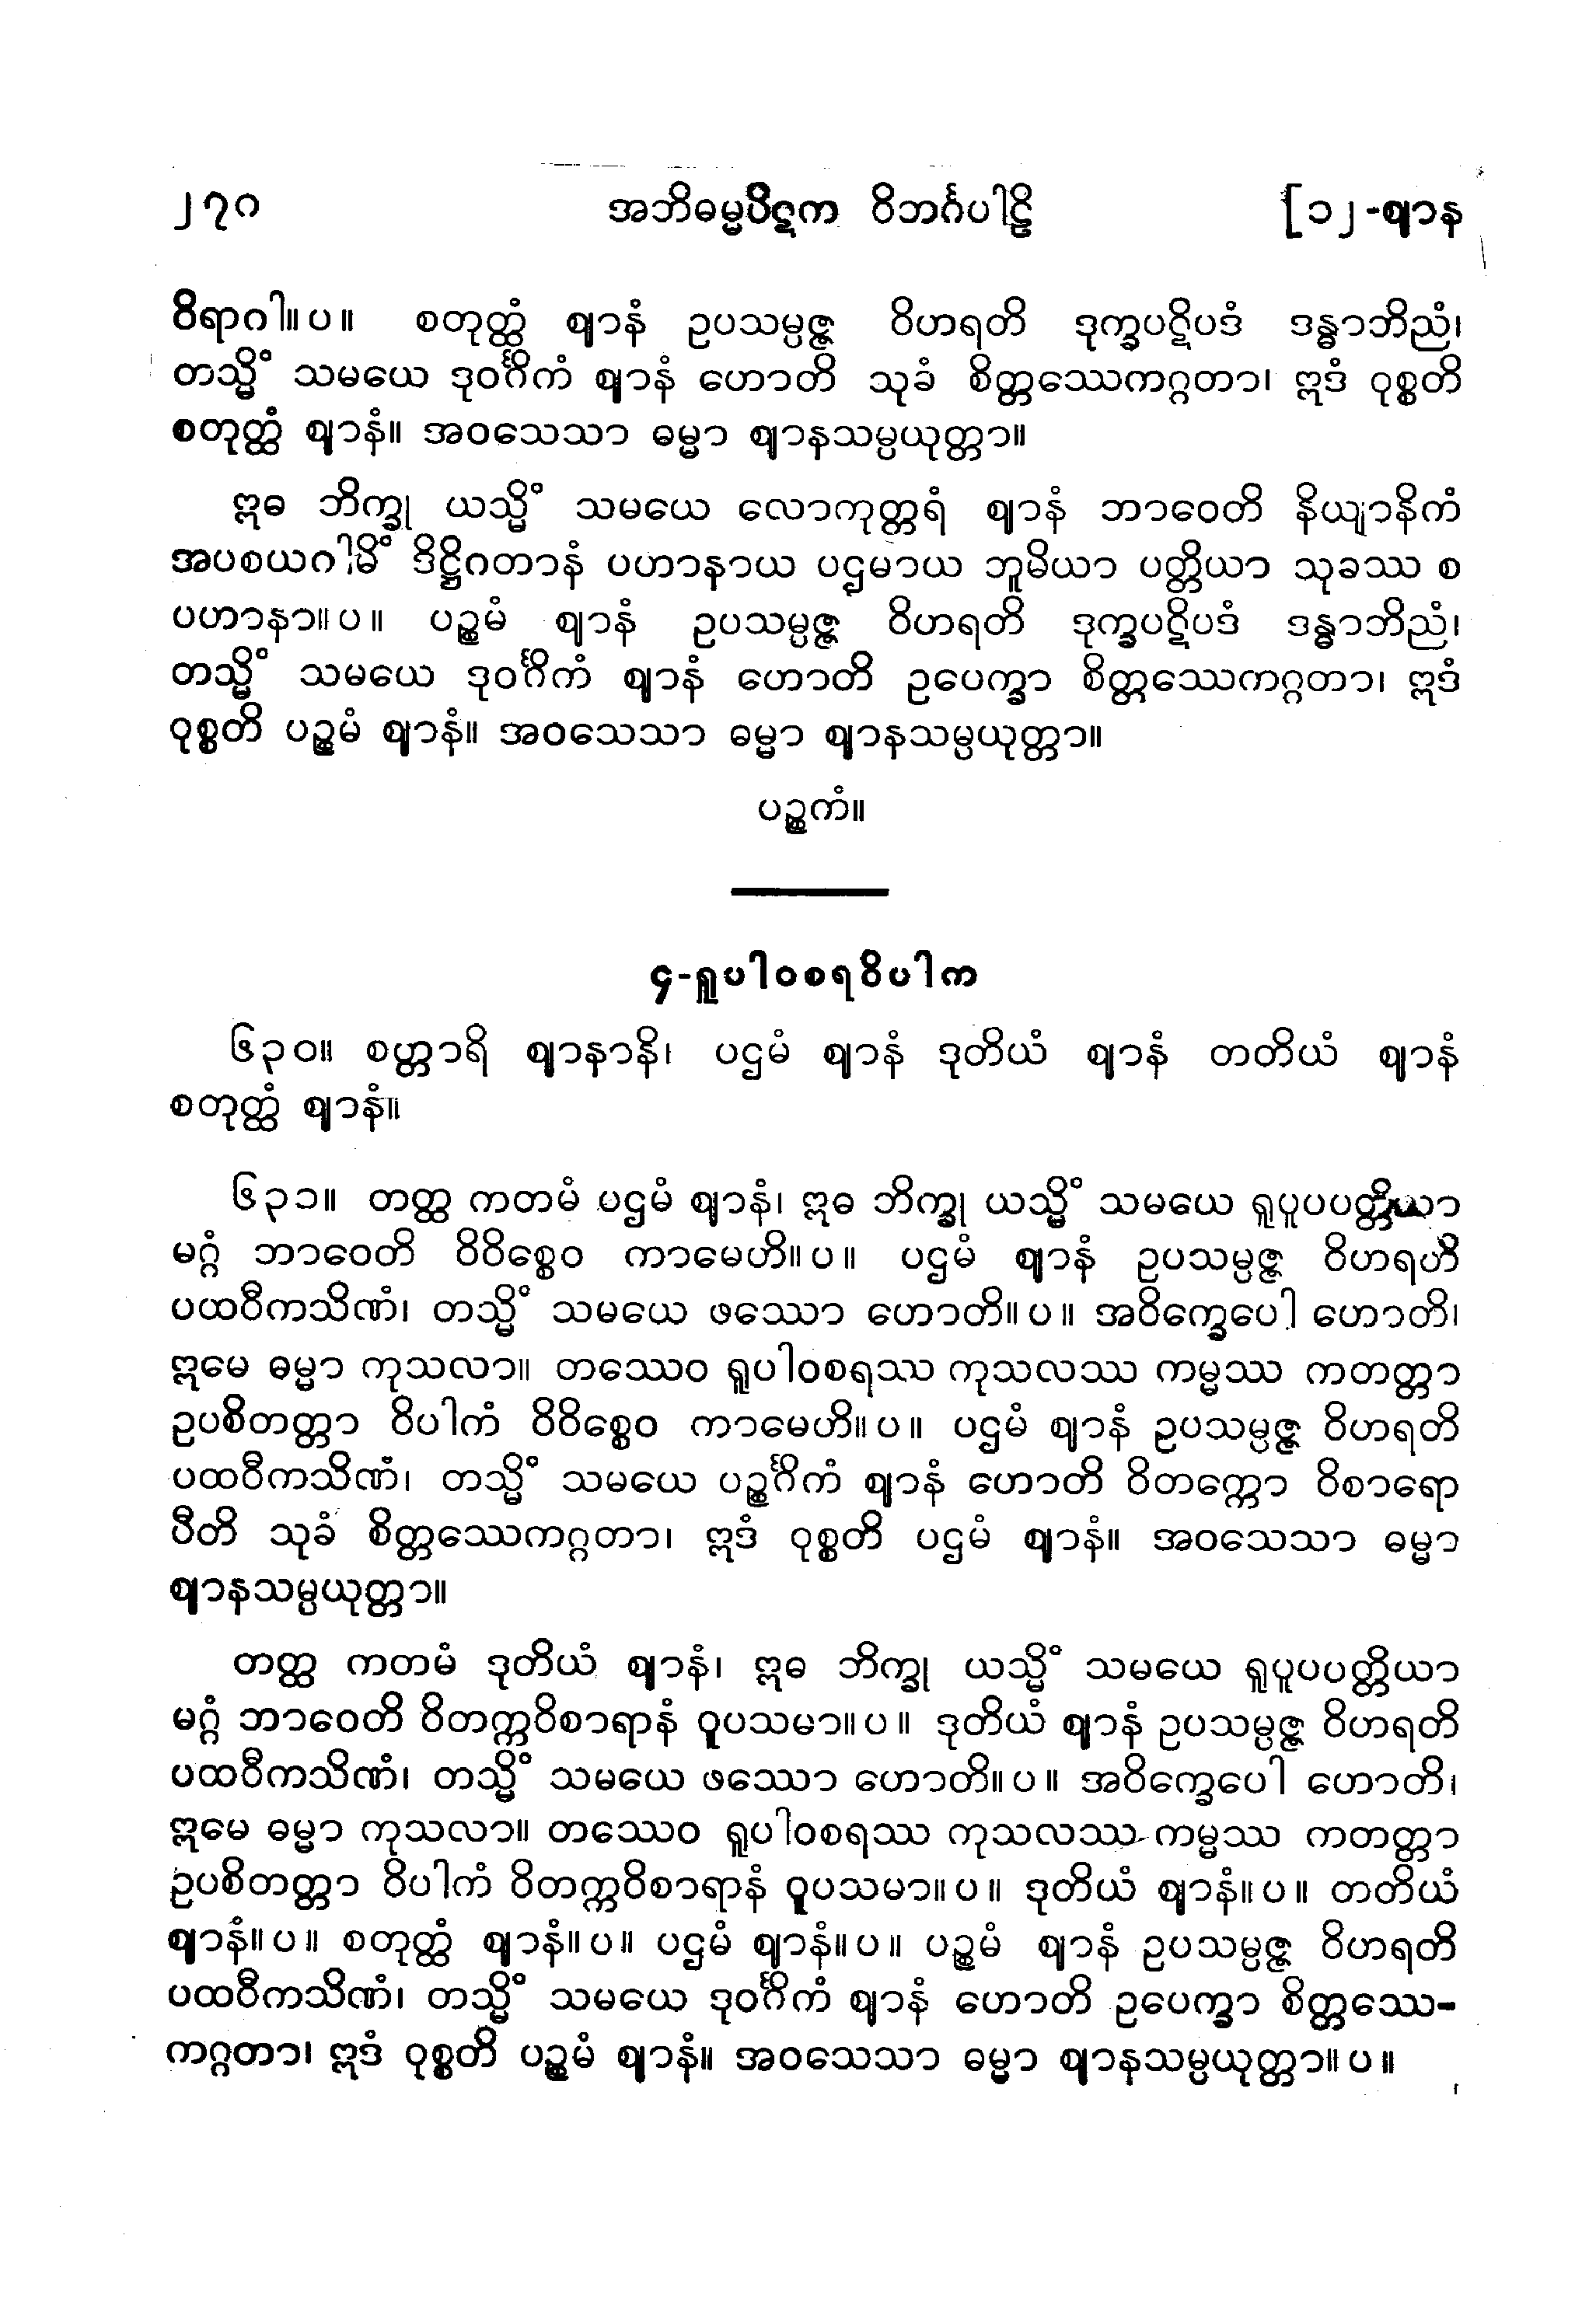 ၂၇၀ အဘိဓမ္မပိဋက ဝိဘင်္ဂပါဠိ [၁၂-ဈာန
ဝိရာဂါ။ပ။ စတုတ္ထံ ဈာနံ ဥပသမ္ပဇ္ဇ ဝိဟရတိ ဒုက္ခပဋိပဒံ ဒန္ဓာဘိညံ၊
တသ္မိံ သမယေ ဒုဝင်္ဂိကံ ဈာနံ ဟောတိ သုခံ စိတ္တဿေကဂ္ဂတာ၊ ဣဒံ ဝုစ္စတိ
စတုတ္ထံ ဈာနံ။ အဝသေသာ ဓမ္မာ ဈာနသမ္ပယုတ္တာ။
ဣဓ ဘိက္ခု ယသ္မိံ သမယေ လောကုတ္တရံ ဈာနံ ဘာဝေတိ နိယျာနိကံ
အပစယဂါမိံ ဒိဋ္ဌိဂတာနံ ပဟာနာယ ပဌမာယ ဘူမိယာ ပတ္တိယာ သုခဿ စ
ပဟာနာ။ပ။ ပဉ္စမံ ဈာနံ ဥပသမ္ပဇ္ဇ ဝိဟရတိ ဒုက္ခပဋိပဒံ ဒန္ဓာဘိညံ၊
တသ္မိံ သမယေ ဒုဝင်္ဂိကံ ဈာနံ ဟောတိ ဥပေက္ခာ စိတ္တဿေကဂ္ဂတာ၊ ဣဒံ
ဝုစ္စတိ ပဉ္စမံ ဈာနံ။ အဝသေသာ ဓမ္မာ ဈာနသမ္ပယုတ္တာ။
ပဉ္စကံ။
၄-ရူပါဝစရဝိပါက
၆၃၀။ စတ္တာရိ ဈာနာနိ၊ ပဌမံ ဈာနံ ဒုတိယံ ဈာနံ တတိယံ ဈာနံ
စတုတ္ထံ ဈာနံ။
၆၃၁။ တတ္ထ ကတမံ ပဌမံ ဈာနံ၊ ဣဓ ဘိက္ခု ယသ္မိံ သမယေ ရူပူပပတ္တိယာ
မဂ္ဂံ ဘာဝေတိ ဝိဝိစ္စေဝ ကာမေဟိ။ပ။ ပဌမံ ဈာနံ ဥပသမ္ပဇ္ဇ ဝိဟရတိ
ပထဝီကသိဏံ၊ တသ္မိံ သမယေ ဖဿော ဟောတိ။ပ။ အဝိက္ခေပေါ ဟောတိ၊
ဣမေ ဓမ္မာ ကုသလာ။ တဿေဝ ရူပါဝစရဿ ကုသလဿ ကမ္မဿ ကတတ္တာ
ဥပစိတတ္တာ ဝိပါကံ ဝိဝိစ္စေဝ ကာမေဟိ။ပ။ ပဌမံ ဈာနံ ဥပသမ္ပဇ္ဇ ဝိဟရတိ
ပထဝီကသိဏံ၊ တသ္မိံ သမယေ ပဉ္စင်္ဂိကံ ဈာနံ ဟောတိ ဝိတက္ကော ဝိစာရော
ပီတိ သုခံ စိတ္တဿေကဂ္ဂတာ၊ ဣဒံ ဝုစ္စတိ ပဌမံ ဈာနံ။ အဝသေသာ ဓမ္မာ
ဈာနသမ္ပယုတ္တာ။
တတ္ထ ကတမံ ဒုတိယံ ဈာနံ၊ ဣဓ ဘိက္ခု ယသ္မိံ သမယေ ရူပူပပတ္တိယာ
မဂ္ဂံ ဘာဝေတိ ဝိတက္ကဝိစာရာနံ ဝူပသမာ။ပ။ ဒုတိယံ ဈာနံ ဥပသမ္ပဇ္ဇ ဝိဟရတိ
ပထဝီကသိဏံ၊ တသ္မိံ သမယေ ဖဿော ဟောတိ။ပ။ အဝိက္ခေပေါ ဟောတိ၊
ဣမေ ဓမ္မာ ကုသလာ။ တဿေဝ ရူပါဝစရဿ ကုသလဿ ကမ္မဿ ကတတ္တာ
ဥပစိတတ္တာ ဝိပါကံ ဝိတက္ကဝိစာရာနံ ဝူပသမာ။ပ။ ဒုတိယံ ဈာနံ။ပ။ တတိယံ
ဈာနံ။ပ။ စတုတ္ထံ ဈာနံ။ပ။ ပဌမံ ဈာနံ။ပ။ ပဉ္စမံ ဈာနံ ဥပသမ္ပဇ္ဇ ဝိဟရတိ
ပထဝီကသိဏံ၊ တသ္မိံ သမယေ ဒုဝင်္ဂိကံ ဈာနံ ဟောတိ ဥပေက္ခာ စိတ္တဿေ-
ကဂ္ဂတာ၊ ဣဒံ ဝုစ္စတိ ပဉ္စမံ ဈာနံ။ အဝသေသာ ဓမ္မာ ဈာနသမ္ပယုတ္တာ။ပ။